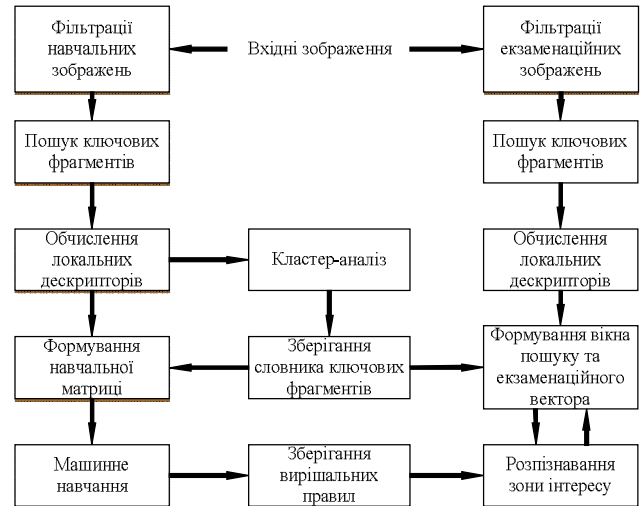 Фільтрації
навчальних
зображень
Вхідні зображення
Фільтрації
екзаменаційних
зображень
Пошук ключових
фрагментів
Пошук ключових
фрагментів
Обчислення
локальних
дескрипторів
Кластер-аналіз
Обчислення
локальних
дескрипторів
Формування
навчальної
матриці
Зберігання
словника ключових
фрагментів
Формування вікна
пошуку та
екзаменаційного
вектора
Машинне
навчання
Зберігання
вирішальних
правил
Розпізнавання
зони інтересу